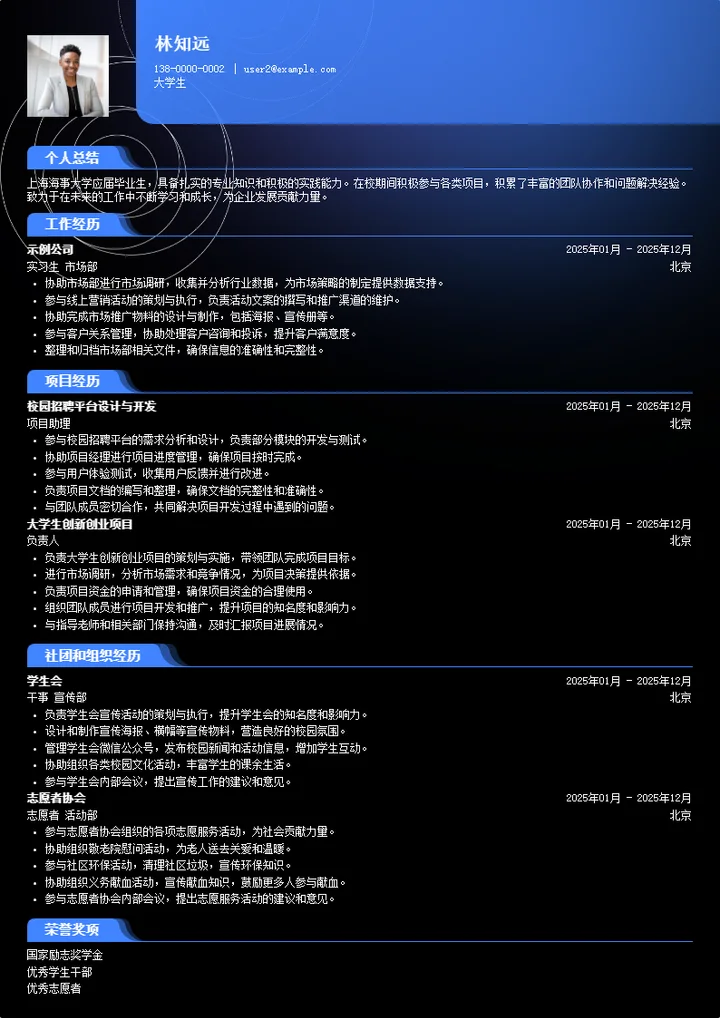 林知远
138-0000-0002 | user2@example.com
大学生
个人总结
上海海事大学应届毕业生，具备扎实的专业知识和积极的实践能力。在校期间积极参与各类项目，积累了丰富的团队协作和问题解决经验。
致力于在未来的工作中不断学习和成长，为企业发展贡献力量。
工作经历
示创公司 2025年01月 - 2025年12月
实习生 市场部 北京
• 协助市场部进行市场调研，收集并分析行业数据，为市场策略的制定提供数据支持。
• 参与线上营销活动的策划与执行，负责活动文案的撰写和推广渠道的维护。
• 协助完成市场推广物料的设计与制作，包括海报、宣传册等。
• 参与客户关系管理，协助处理客户咨询和投诉，提升客户满意度。
• 整理和归档市场部相关文件，确保信息的准确性和完整性。
项目经历
校园招聘平台设计与开发 2025年01月 - 2025年12月
项目助理 北京
• 参与校园招聘平台的需求分析和设计，负责部分模块的开发与测试。
• 协助项目经理进行项目进度管理，确保项目按时完成。
• 参与用户体验测试，收集用户反馈并进行改进。
• 负责项目文档的编写和整理，确保文档的完整性和准确性。
• 与团队成员密切合作，共同解决项目开发过程中遇到的问题。
大学生创新创业项目 2025年01月 - 2025年12月
负责人 北京
• 负责大学生创新创业项目的策划与实施，带领团队完成项目目标。
• 进行市场调研，分析市场需求和竞争情况，为项目决策提供依据。
• 负责项目资金的申请和管理，确保项目资金的合理使用。
• 组织团队成员进行项目开发和推广，提升项目的知名度和影响力。
• 与指导老师和相关部门保持沟通，及时汇报项目进展情况。
社团和组织经历
学生会 2025年01月 - 2025年12月
干事 宣传部 北京
• 负责学生会宣传活动的策划与执行，提升学生会的知名度和影响力。
• 设计和制作宣传海报、横幅等宣传物料，营造良好的校园氛围。
• 管理学生会微信公众号，发布校园新闻和活动信息，增加学生互动。
• 协助组织各类校园文化活动，丰富学生的课余生活。
• 参与学生会内部会议，提出宣传工作的建议和意见。
志愿者协会 2025年01月 - 2025年12月
志愿者 活动部 北京
• 参与志愿者协会组织的各项志愿服务活动，为社会贡献力量。
• 协助组织敬老院慰问活动，为老人送去关爱和温暖。
• 参与社区环保活动，清理社区垃圾，宣传环保知识。
• 协助组织义务献血活动，宣传献血知识，鼓励更多人参与献血。
• 参与志愿者协会内部会议，提出志愿服务活动的建议和意见。
荣誉奖项
国家励志奖学金
优秀学生干部
优秀志愿者